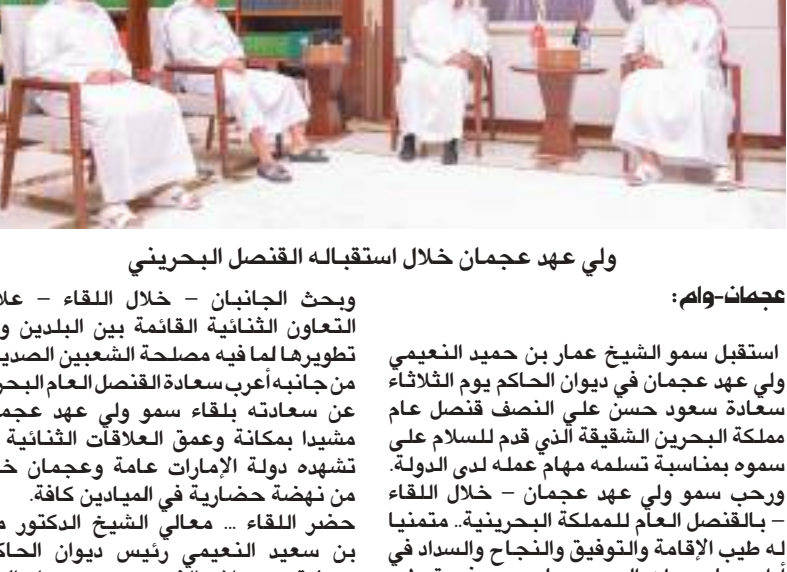 ولي عهد عجمان خلال استقباله القنصل البحريني
عجمان-وام:
استقبل سمو الشيخ عمار بن حميد النعيمي
ولي عهد عجمان في ديوان الحاكم يوم الثلاثاء
سعادة سعود حسن علي النصف قنصل عام
مملكة البحرين الشقيقة الذي قدم للسلام على
سموه بمناسبة تسلمه مهام عمله لدى الدولة.
ورحب سمو ولي عهد عجمان – خلال اللقاء
– بالقنصل العام للمملكة البحرينية.. متمنيا
له طيب الإقامة والتوفيق والنجاح والسداد في
وبحث الجانبان – خلال اللقاء –
التعاون الثنائية القائمة بين البلدين
تطويرها لما فيه مصلحة الشعبين
من جانبه أعرب سعادة القنصل العام
عن سعادته بلقاء سمو ولي عهد
مشيدا بمكانة وعمق العلاقات الثنائية
تشهده دولة الإمارات عامة وعجمان
من نهضة حضارية في الميادين كافة.
حضر اللقاء ... معالي الشيخ الدكتور
بن سعيد النعيمي رئيس ديوان